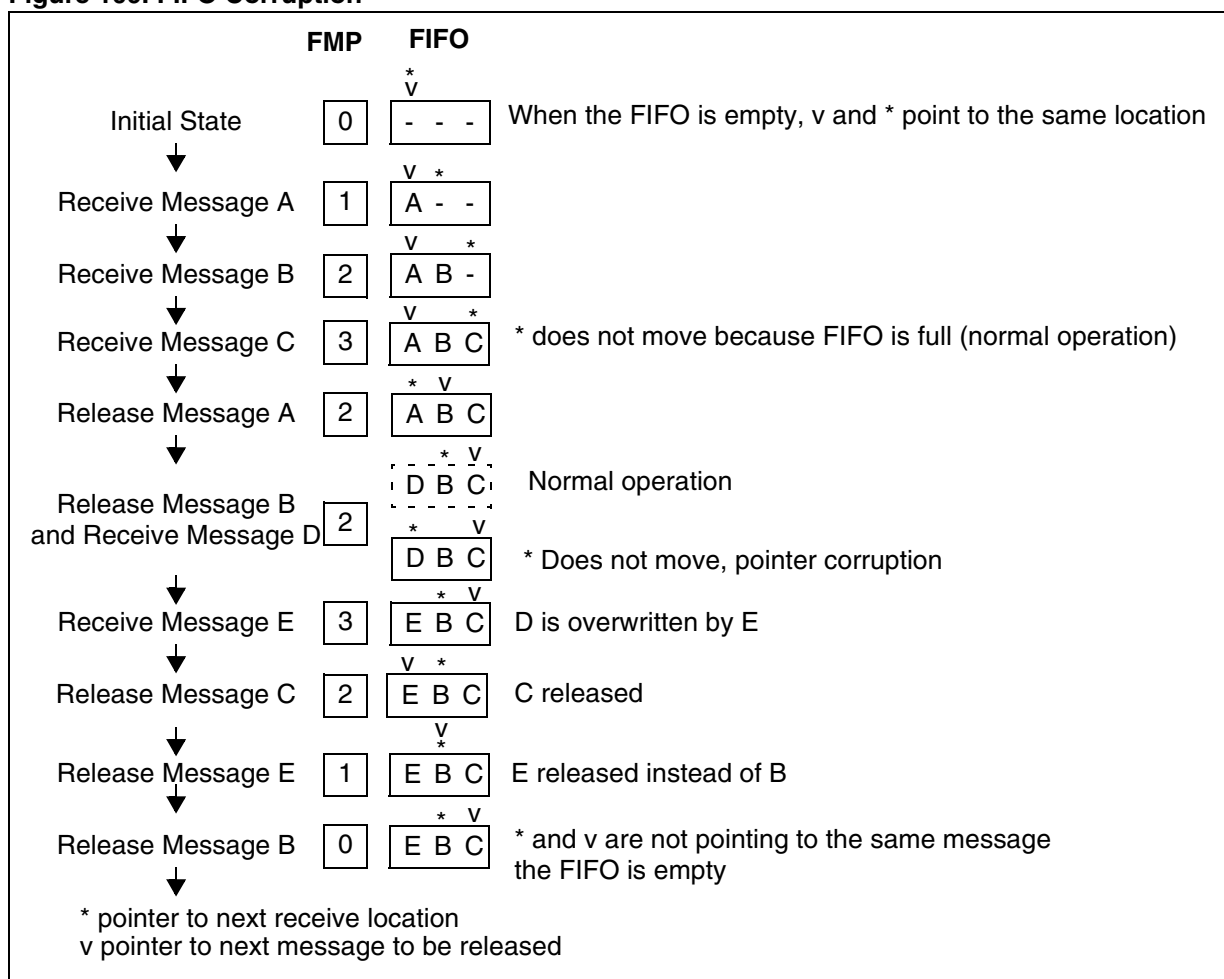 FMP FIFO
* 
v
Initial State 0 - - - When the FIFO is empty, v and * point to the same location
v *
Receive Message A 1 A - -
v *
Receive Message B 2 A B -
v *
Receive Message C 3 A B C * does not move because FIFO is full (normal operation)
* v
Release Message A 2 A B C
* v
D B C Normal operation
Release Message B
and Receive Message D 2
* v
D B C * Does not move, pointer corruption
* v
Receive Message E 3 E B C D is overwritten by E
v *
Release Message C 2 E B C C released
v
*
Release Message E 1 E B C E released instead of B
* v
Release Message B 0 E B C * and v are not pointing to the same message
the FIFO is empty
* pointer to next receive location
v pointer to next message to be released